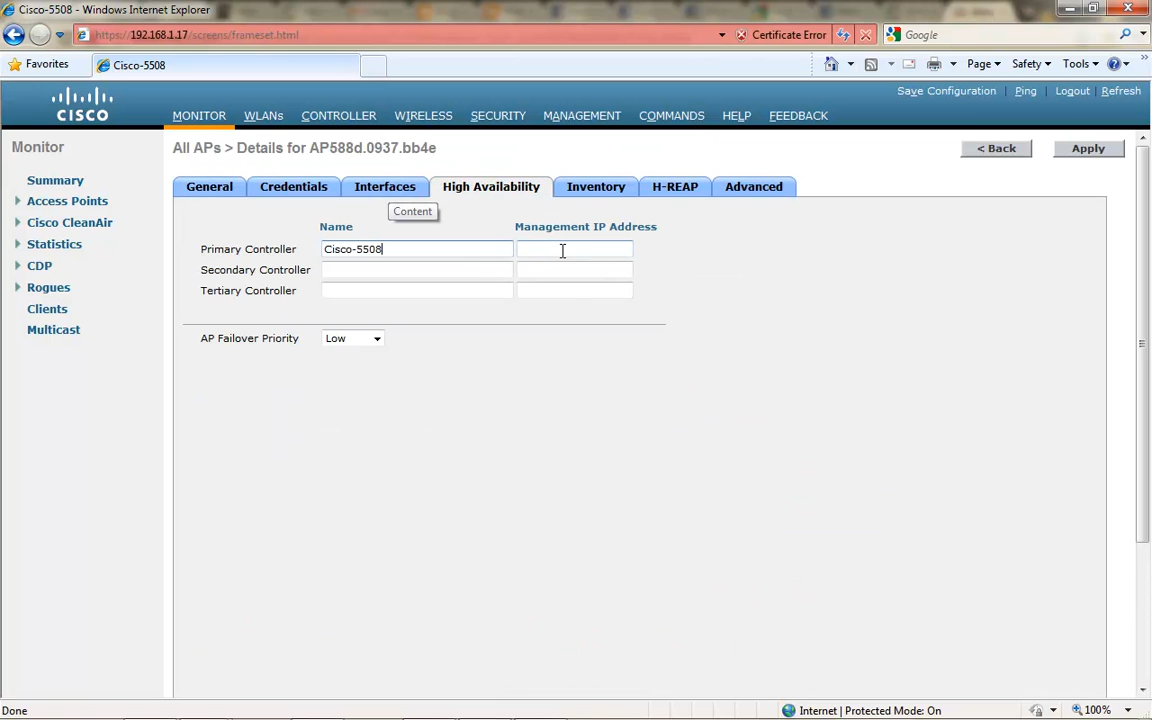 Cisco-5508 - Windows Internet Explorer
https://192.168.1.17/screens/frameset.html
Certificate Error
Google
Favorites
Cisco-5508
Page
Safety
Tools
CISCO
Save Configuration
Ping
Logout
Refresh
MONITOR
WLANs
CONTROLLER
WIRELESS
SECURITY
MANAGEMENT
COMMANDS
HELP
FEEDBACK
Monitor
Summary
Access Points
Cisco CleanAir
Statistics
CDP
Rogues
Clients
Multicast
All APs > Details for AP588d.0937.bb4e
< Back
Apply
General
Credentials
Interfaces
High Availability
Inventory
H-REAP
Advanced
Content
Name
Management IP Address
Primary Controller
Cisco-5508
Secondary Controller
Tertiary Controller
AP Failover Priority
Low
Done
Internet | Protected Mode: On
100%